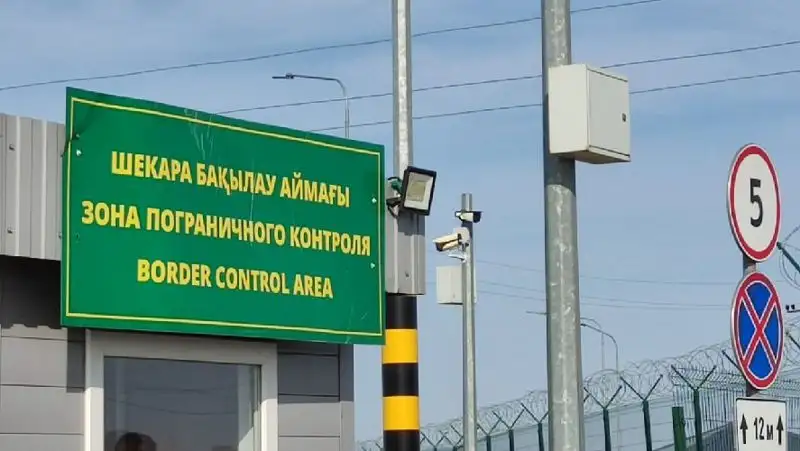 ШЕКАРА БАҚЫЛАУ АЙМАҒЫ
ЗОНА ПОГРАНИЧНОГО КОНТРОЛЯ
BORDER CONTROL AREA
5
12 м